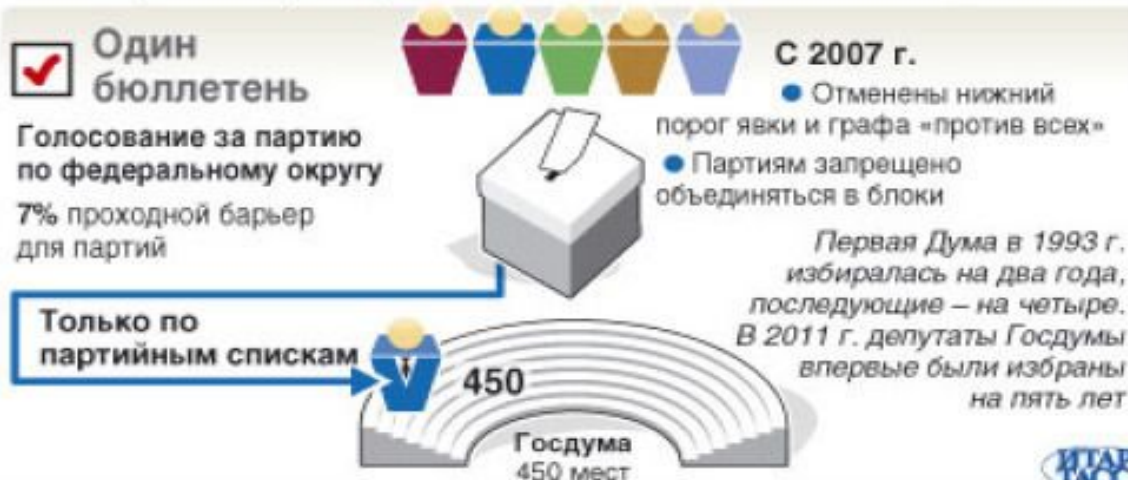 Один
бюллетень
Голосование за партию
по федеральному округу
7% проходной барьер
для партий
С 2007 г.
Отменены нижний
порог явки и графа «против всех»
Партиям запрещено
объединяться в блоки
Первая Дума в 1993 г.
избиралась на два года,
последующие – на четыре.
В 2011 г. депутаты Госдумы
впервые были избраны
на пять лет
Только по
партийным спискам
450
Госдума
450 мест
ИТАР
ТАСС